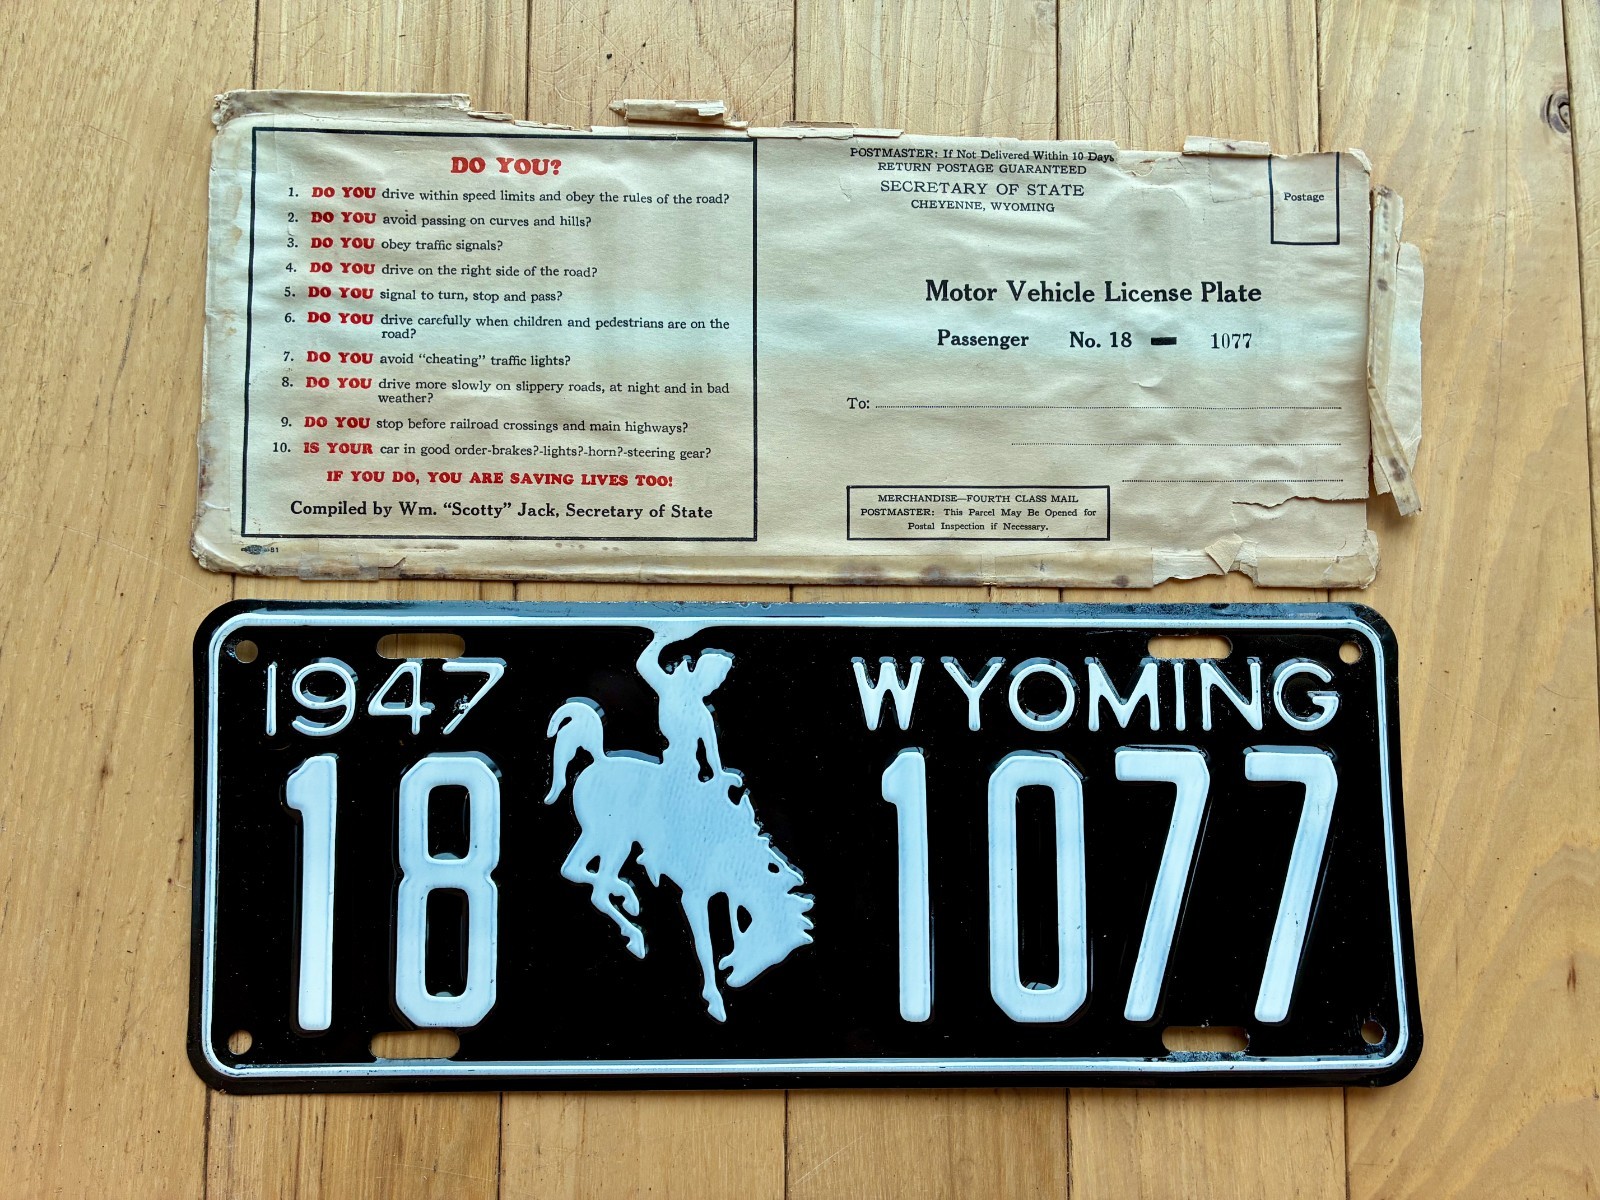 DO YOU?
1. DO YOU drive within speed limits and obey the rules of the road?
2. DO YOU avoid passing on curves and hills?
3. DO YOU obey traffic signals?
4. DO YOU drive on the right side of the road?
5. DO YOU signal to turn, stop and pass?
6. DO YOU drive carefully when children and pedestrians are on the
road?
7. DO YOU avoid "cheating" traffic lights?
8. DO YOU drive more slowly on slippery roads, at night and in bad
weather?
9. DO YOU stop before railroad crossings and main highways?
10. IS YOUR car in good order-brakes?-lights?-horn?-steering gear?
IF YOU DO, YOU ARE SAVING LIVES TOO!
Compiled by Wm. "Scotty" Jack, Secretary of State
POSTMASTER: If Not Delivered Within 10 Days
RETURN POSTAGE GUARANTEED
SECRETARY OF STATE
CHEYENNE, WYOMING
Postage
Motor Vehicle License Plate
Passenger No. 18 — 1077
To:
MERCHANDISE—FOURTH CLASS MAIL
POSTMASTER: This Parcel May Be Opened for
Postal Inspection if Necessary.
1947 WYOMING
18 1077